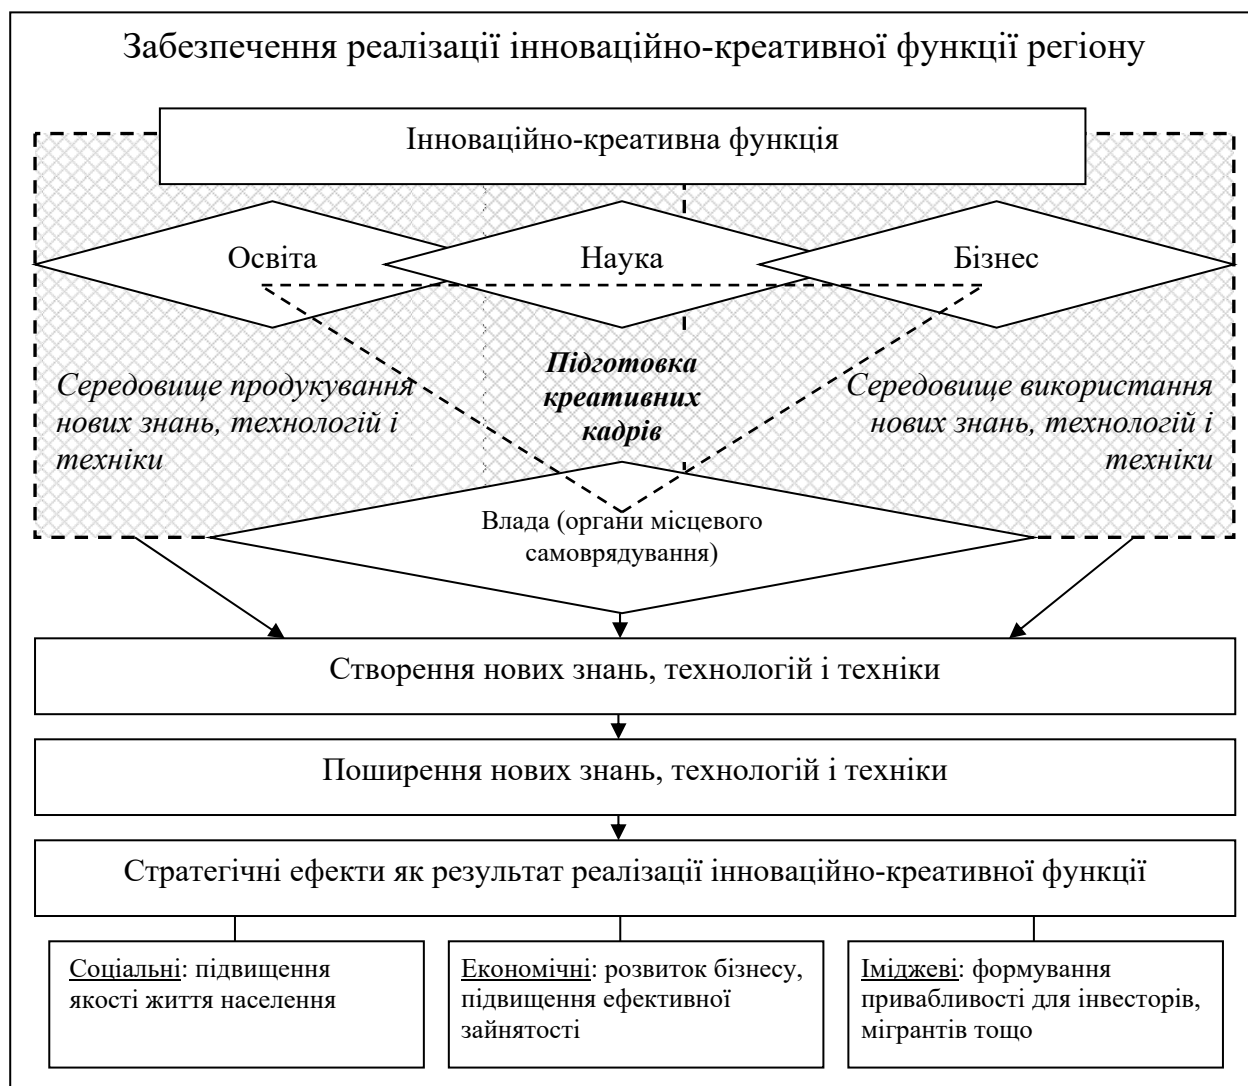 Забезпечення реалізації інноваційно-креативної функції регіону
Інноваційно-креативна функція
Освіта
Наука
Бізнес
Середовище продукування
нових знань, технологій і
техніки
Підготовка
креативних
кадрів
Середовище використання
нових знань, технологій і
техніки
Влада (органи місцевого
самоврядування)
Створення нових знань, технологій і техніки
Поширення нових знань, технологій і техніки
Стратегічні ефекти як результат реалізації інноваційно-креативної функції
Соціальні: підвищення
якості життя населення
Економічні: розвиток бізнесу,
підвищення ефективної
зайнятості
Іміджеві: формування
привабливості для інвесторів,
мігрантів тощо